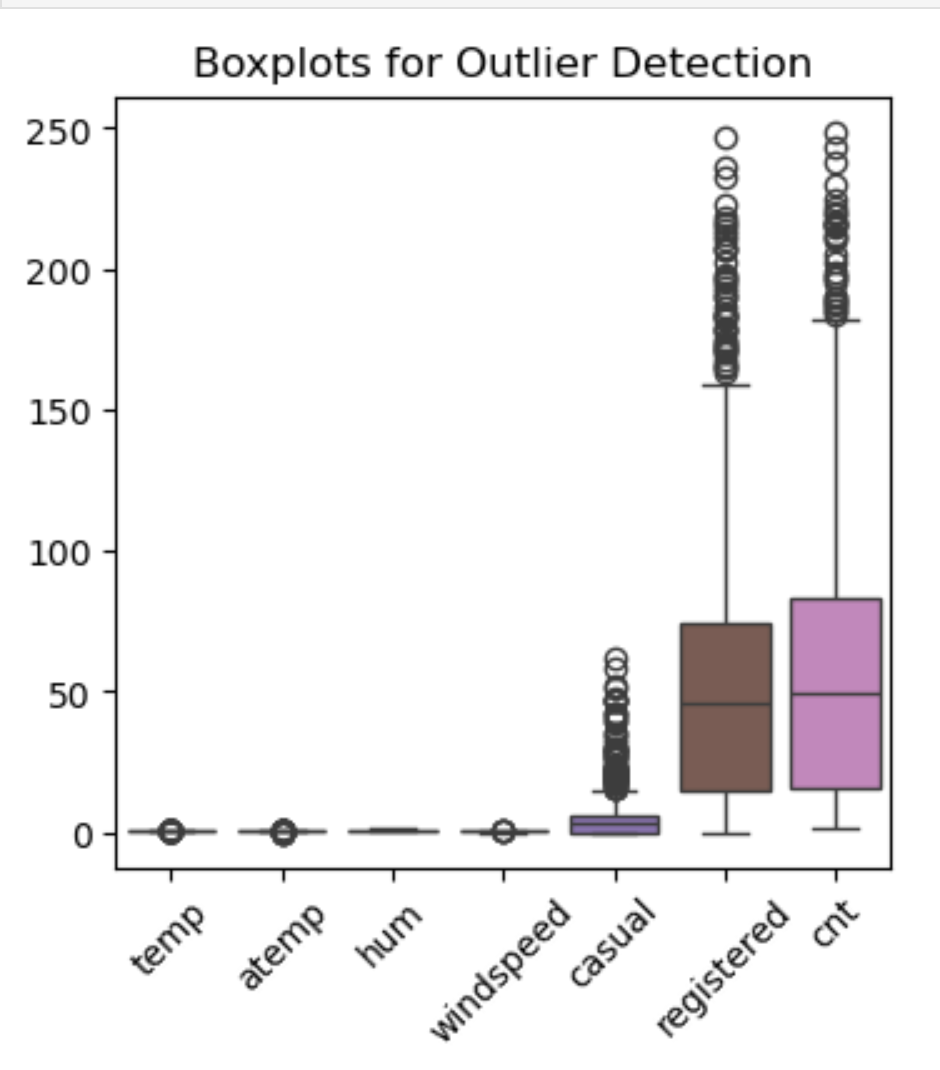 Boxplots for Outlier Detection
250
200
150
100
50
0
temp
atemp
hum
windspeed
casual
registered
cnt